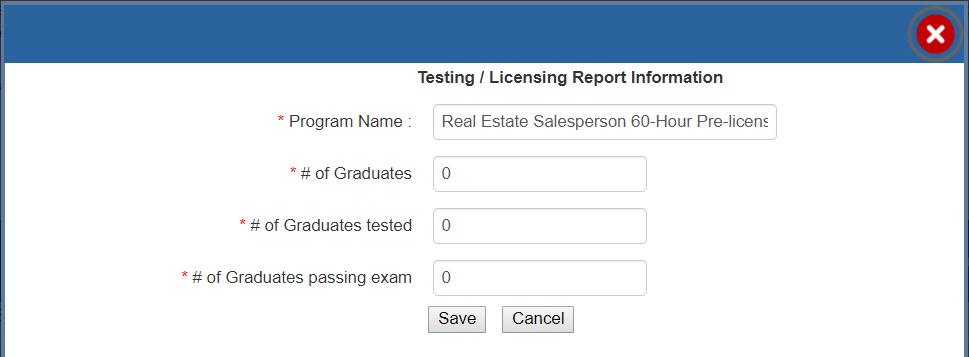 Testing / Licensing Report Information
* Program Name : Real Estate Salesperson 60-Hour Pre-licens
* # of Graduates 0
* # of Graduates tested 0
* # of Graduates passing exam 0
Save Cancel